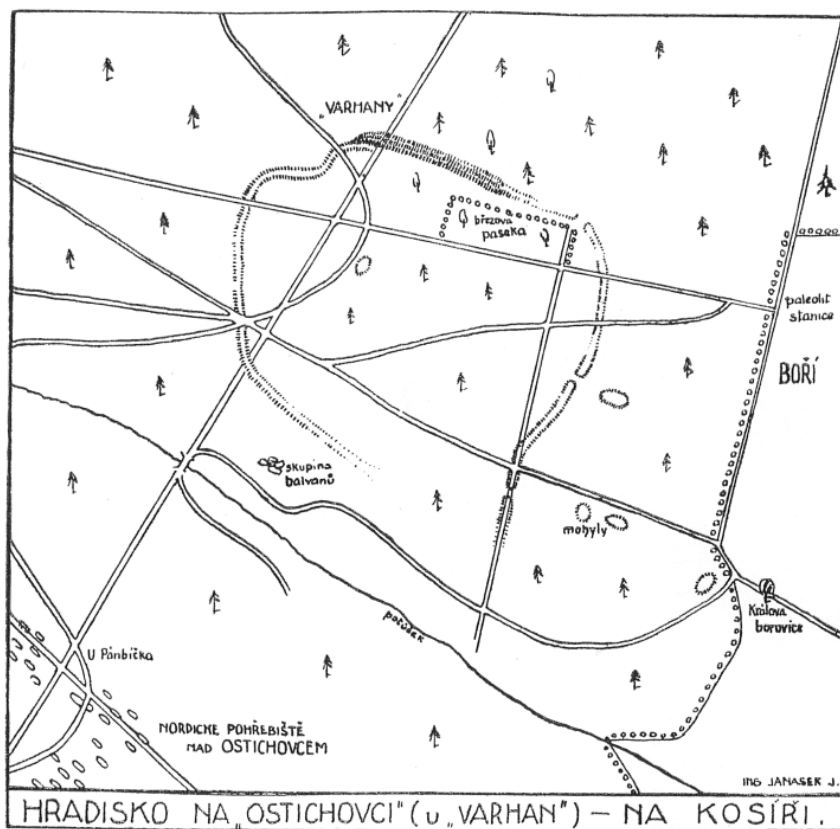 „VARHANY"
březová
paseka
paleolit
stanice
BOŘÍ
skupina
balvanů
mohyly
Králova
borovice
potůček
U Pánbíčka
NORDICKÉ POHŘEBIŠTĚ
NAD OSTICHOVCEM
ING JANASEK J.
HRADISKO NA „OSTICHOVCI" (u „VARHAN") – NA KOSÍŘI.